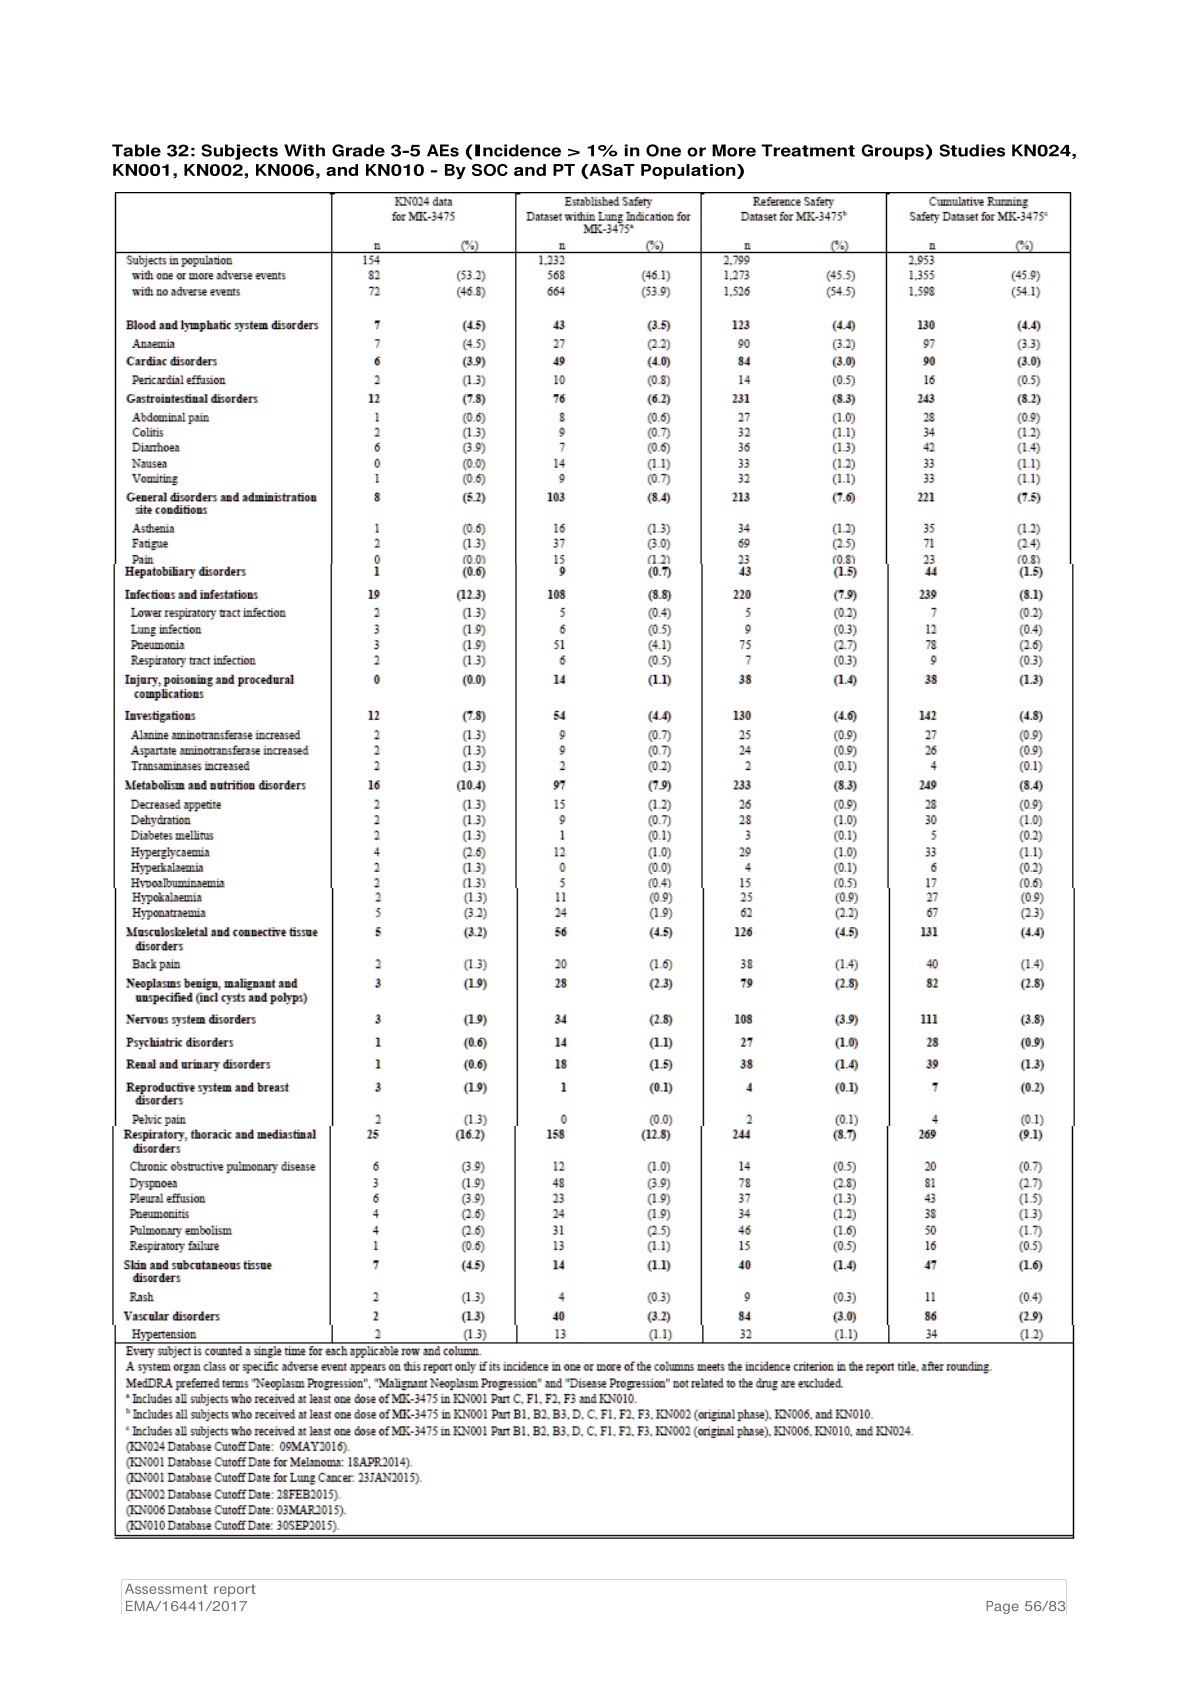 Table 32: Subjects With Grade 3-5 AEs (Incidence > 1% in One or More Treatment Groups) Studies KN024,
KN001, KN002, KN006, and KN010 - By SOC and PT (ASaT Population)
KN024 data Established Safety Reference Safety Cumulative Running
for MK-3475 Dataset within Lung Indication for Dataset for MK-3475ᵇ Safety Dataset for MK-3475ᶜ
MK-3475ᵃ
n (%) n (%) n (%) n (%)
Subjects in population 154 1,232 2,799 2,953
with one or more adverse events 82 (53.2) 568 (46.1) 1,273 (45.5) 1,355 (45.9)
with no adverse events 72 (46.8) 664 (53.9) 1,526 (54.5) 1,598 (54.1)
Blood and lymphatic system disorders 7 (4.5) 43 (3.5) 123 (4.4) 130 (4.4)
Anaemia 7 (4.5) 27 (2.2) 90 (3.2) 97 (3.3)
Cardiac disorders 6 (3.9) 49 (4.0) 84 (3.0) 90 (3.0)
Pericardial effusion 2 (1.3) 10 (0.8) 14 (0.5) 16 (0.5)
Gastrointestinal disorders 12 (7.8) 76 (6.2) 231 (8.3) 243 (8.2)
Abdominal pain 1 (0.6) 8 (0.6) 27 (1.0) 28 (0.9)
Colitis 2 (1.3) 9 (0.7) 32 (1.1) 34 (1.2)
Diarrhoea 6 (3.9) 7 (0.6) 36 (1.3) 42 (1.4)
Nausea 0 (0.0) 14 (1.1) 33 (1.2) 33 (1.1)
Vomiting 1 (0.6) 9 (0.7) 32 (1.1) 33 (1.1)
General disorders and administration 8 (5.2) 103 (8.4) 213 (7.6) 221 (7.5)
site conditions
Asthenia 1 (0.6) 16 (1.3) 34 (1.2) 35 (1.2)
Fatigue 2 (1.3) 37 (3.0) 69 (2.5) 71 (2.4)
Pain 0 (0.0) 15 (1.2) 23 (0.8) 23 (0.8)
Hepatobiliary disorders 1 (0.6) 9 (0.7) 43 (1.5) 44 (1.5)
Infections and infestations 19 (12.3) 108 (8.8) 220 (7.9) 239 (8.1)
Lower respiratory tract infection 2 (1.3) 5 (0.4) 5 (0.2) 7 (0.2)
Lung infection 3 (1.9) 6 (0.5) 9 (0.3) 12 (0.4)
Pneumonia 3 (1.9) 51 (4.1) 75 (2.7) 78 (2.6)
Respiratory tract infection 2 (1.3) 6 (0.5) 7 (0.3) 9 (0.3)
Injury, poisoning and procedural 0 (0.0) 14 (1.1) 38 (1.4) 38 (1.3)
complications
Investigations 12 (7.8) 54 (4.4) 130 (4.6) 142 (4.8)
Alanine aminotransferase increased 2 (1.3) 9 (0.7) 25 (0.9) 27 (0.9)
Aspartate aminotransferase increased 2 (1.3) 9 (0.7) 24 (0.9) 26 (0.9)
Transaminases increased 2 (1.3) 2 (0.2) 2 (0.1) 4 (0.1)
Metabolism and nutrition disorders 16 (10.4) 97 (7.9) 233 (8.3) 249 (8.4)
Decreased appetite 2 (1.3) 15 (1.2) 26 (0.9) 28 (0.9)
Dehydration 2 (1.3) 9 (0.7) 28 (1.0) 30 (1.0)
Diabetes mellitus 2 (1.3) 1 (0.1) 3 (0.1) 5 (0.2)
Hyperglycaemia 4 (2.6) 12 (1.0) 29 (1.0) 33 (1.1)
Hyperkalaemia 2 (1.3) 0 (0.0) 4 (0.1) 6 (0.2)
Hypoalbuminaemia 2 (1.3) 5 (0.4) 15 (0.5) 17 (0.6)
Hypokalaemia 2 (1.3) 11 (0.9) 25 (0.9) 27 (0.9)
Hyponatraemia 5 (3.2) 24 (1.9) 62 (2.2) 67 (2.3)
Musculoskeletal and connective tissue 5 (3.2) 56 (4.5) 126 (4.5) 131 (4.4)
disorders
Back pain 2 (1.3) 20 (1.6) 38 (1.4) 40 (1.4)
Neoplasms benign, malignant and 3 (1.9) 28 (2.3) 79 (2.8) 82 (2.8)
unspecified (incl cysts and polyps)
Nervous system disorders 3 (1.9) 34 (2.8) 108 (3.9) 111 (3.8)
Psychiatric disorders 1 (0.6) 14 (1.1) 27 (1.0) 28 (0.9)
Renal and urinary disorders 1 (0.6) 18 (1.5) 38 (1.4) 39 (1.3)
Reproductive system and breast 3 (1.9) 1 (0.1) 4 (0.1) 7 (0.2)
disorders
Pelvic pain 2 (1.3) 0 (0.0) 2 (0.1) 4 (0.1)
Respiratory, thoracic and mediastinal 25 (16.2) 158 (12.8) 244 (8.7) 269 (9.1)
disorders
Chronic obstructive pulmonary disease 6 (3.9) 12 (1.0) 14 (0.5) 20 (0.7)
Dyspnoea 3 (1.9) 48 (3.9) 78 (2.8) 81 (2.7)
Pleural effusion 6 (3.9) 23 (1.9) 37 (1.3) 43 (1.5)
Pneumonitis 4 (2.6) 24 (1.9) 34 (1.2) 38 (1.3)
Pulmonary embolism 4 (2.6) 31 (2.5) 46 (1.6) 50 (1.7)
Respiratory failure 1 (0.6) 13 (1.1) 15 (0.5) 16 (0.5)
Skin and subcutaneous tissue 7 (4.5) 14 (1.1) 40 (1.4) 47 (1.6)
disorders
Rash 2 (1.3) 4 (0.3) 9 (0.3) 11 (0.4)
Vascular disorders 2 (1.3) 40 (3.2) 84 (3.0) 86 (2.9)
Hypertension 2 (1.3) 13 (1.1) 32 (1.1) 34 (1.2)
Every subject is counted a single time for each applicable row and column.
A system organ class or specific adverse event appears on this report only if its incidence in one or more of the columns meets the incidence criterion in the report title, after rounding.
MedDRA preferred terms "Neoplasm Progression", "Malignant Neoplasm Progression" and "Disease Progression" not related to the drug are excluded.
ᵃ Includes all subjects who received at least one dose of MK-3475 in KN001 Part C, F1, F2, F3 and KN010.
ᵇ Includes all subjects who received at least one dose of MK-3475 in KN001 Part B1, B2, B3, D, C, F1, F2, F3, KN002 (original phase), KN006, and KN010.
ᶜ Includes all subjects who received at least one dose of MK-3475 in KN001 Part B1, B2, B3, D, C, F1, F2, F3, KN002 (original phase), KN006, KN010, and KN024.
(KN024 Database Cutoff Date: 09MAY2016).
(KN001 Database Cutoff Date for Melanoma: 18APR2014).
(KN001 Database Cutoff Date for Lung Cancer: 23JAN2015).
(KN002 Database Cutoff Date: 28FEB2015).
(KN006 Database Cutoff Date: 03MAR2015).
(KN010 Database Cutoff Date: 30SEP2015).
Assessment report
EMA/16441/2017 Page 56/83